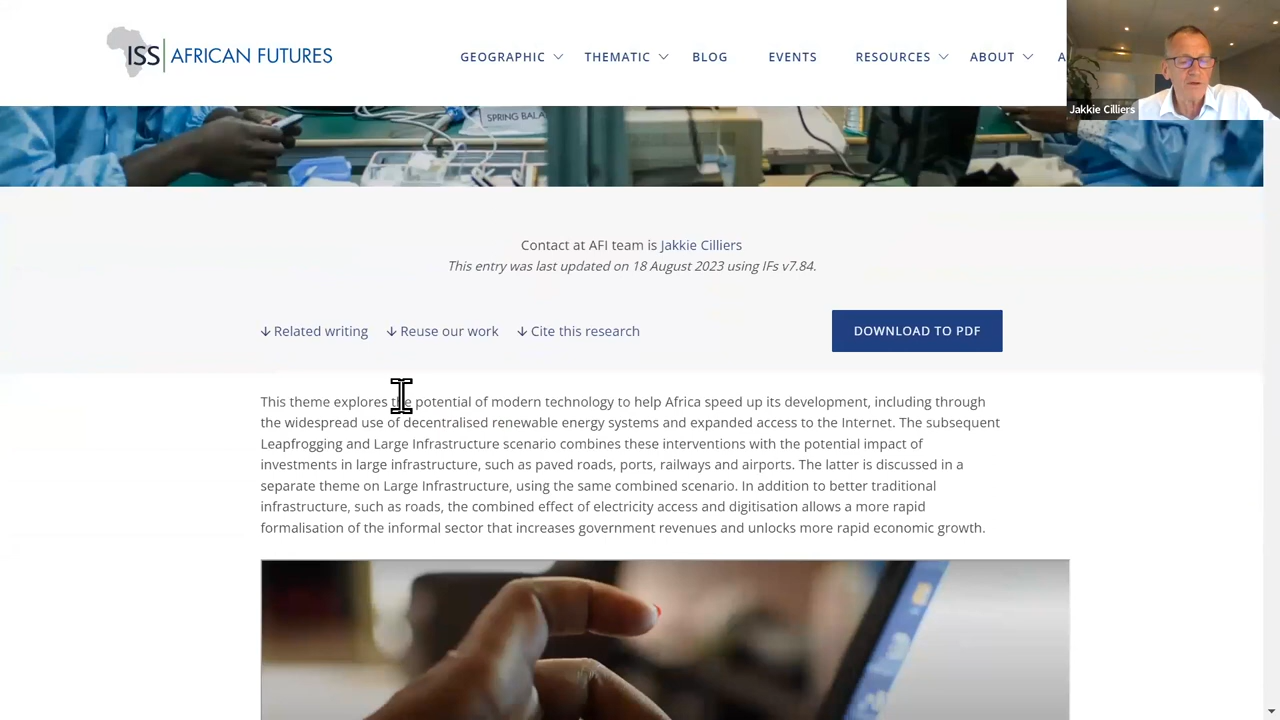 ISS AFRICAN FUTURES
GEOGRAPHIC THEMATIC BLOG EVENTS RESOURCES ABOUT A
Jakkie Cilliers
SPRING BALA
Contact at AFI team is Jakkie Cilliers
This entry was last updated on 18 August 2023 using IFs v7.84.
↓ Related writing ↓ Reuse our work ↓ Cite this research
DOWNLOAD TO PDF
This theme explores the potential of modern technology to help Africa speed up its development, including through
the widespread use of decentralised renewable energy systems and expanded access to the Internet. The subsequent
Leapfrogging and Large Infrastructure scenario combines these interventions with the potential impact of
investments in large infrastructure, such as paved roads, ports, railways and airports. The latter is discussed in a
separate theme on Large Infrastructure, using the same combined scenario. In addition to better traditional
infrastructure, such as roads, the combined effect of electricity access and digitisation allows a more rapid
formalisation of the informal sector that increases government revenues and unlocks more rapid economic growth.